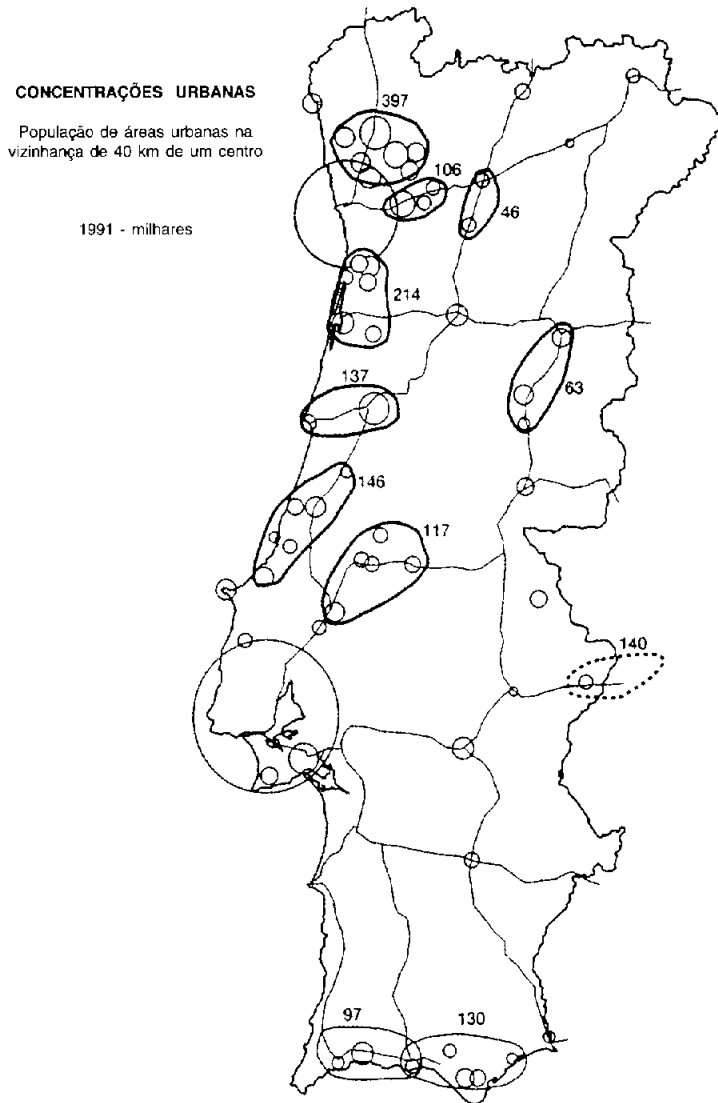 CONCENTRAÇÕES URBANAS
População de áreas urbanas na
vizinhança de 40 km de um centro
1991 - milhares
397
106
46
214
137
63
146
117
140
97
130